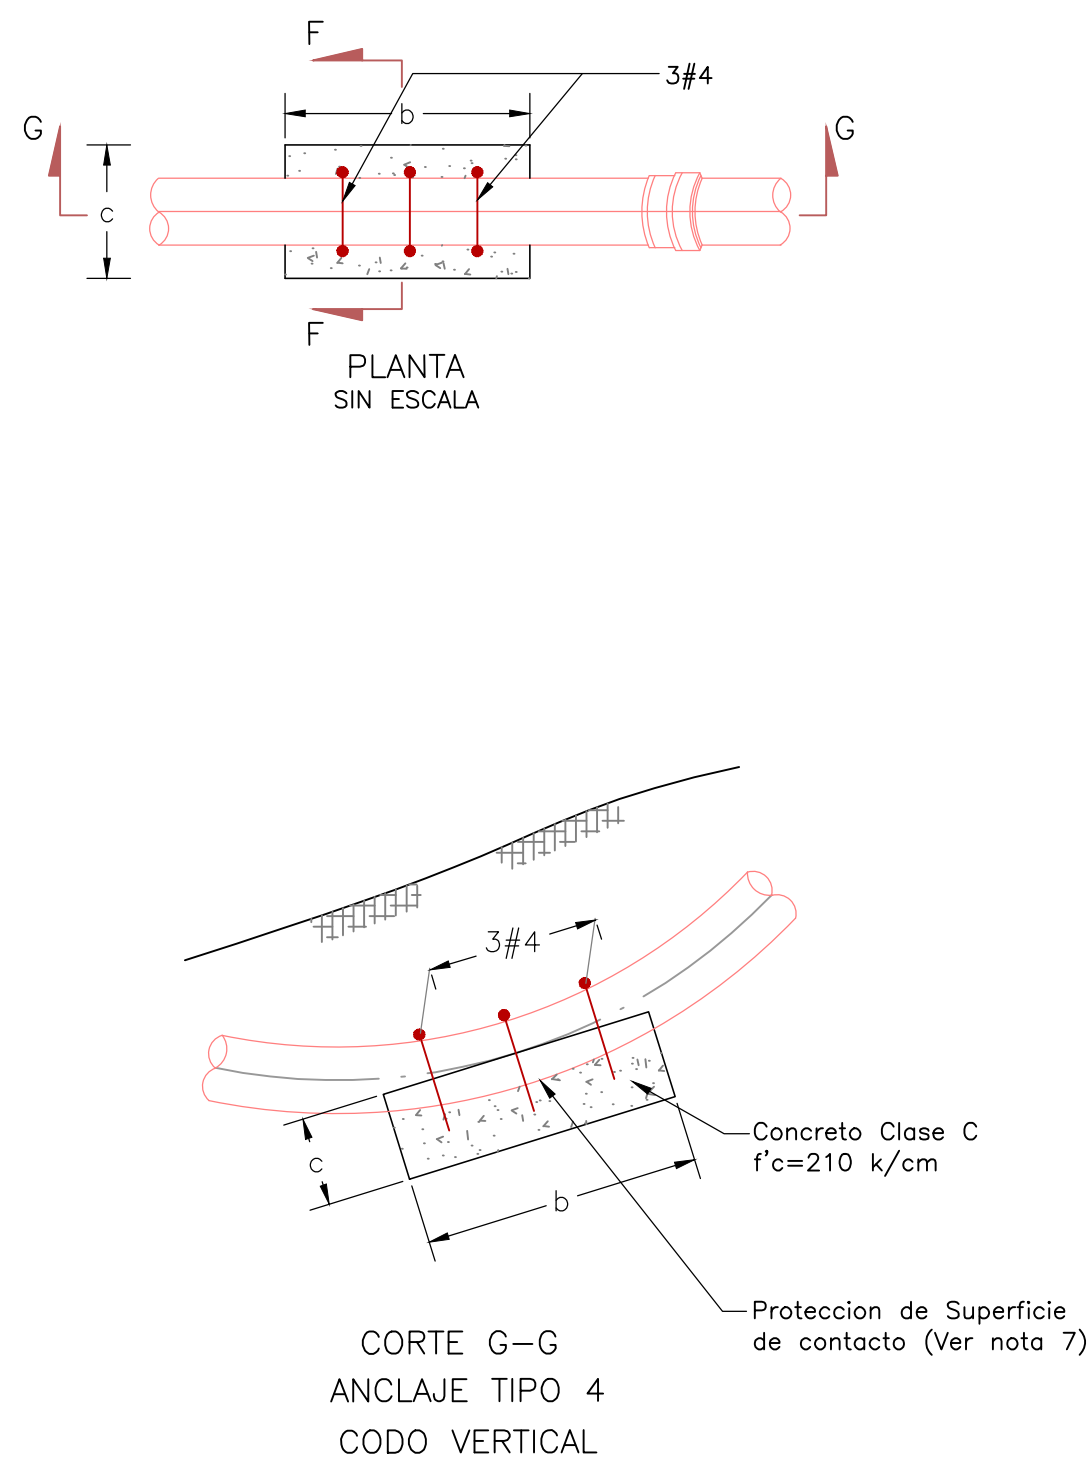 F
3#4
b
G
G
c
F
PLANTA
SIN ESCALA
3#4
Concreto Clase C
f'c=210 k/cm
c
b
Proteccion de Superficie
de contacto (Ver nota 7)
CORTE G-G
ANCLAJE TIPO 4
CODO VERTICAL